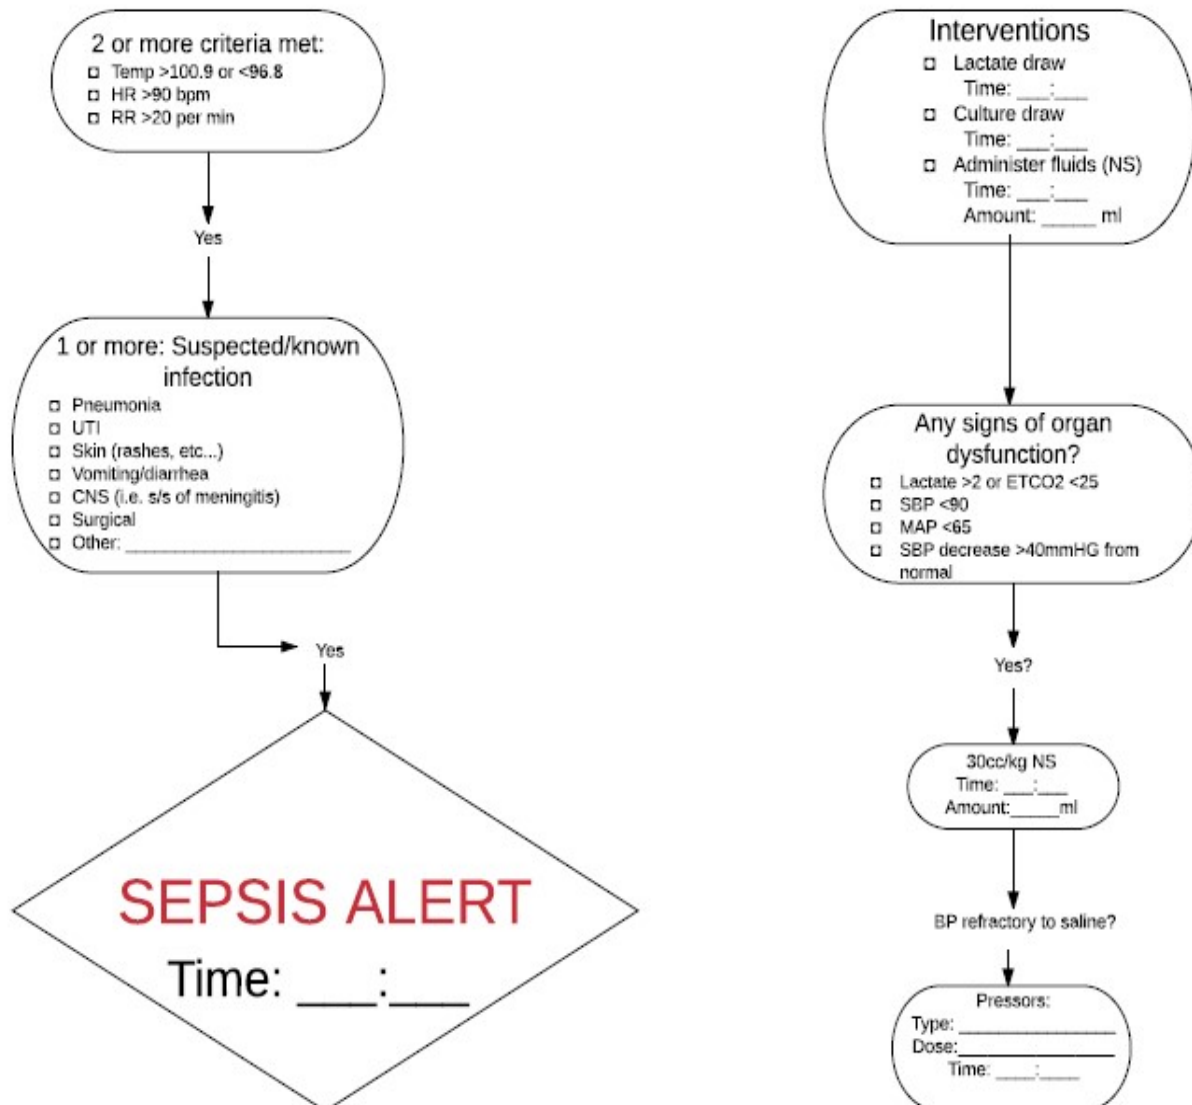 2 or more criteria met:
◘ Temp >100.9 or <96.8
◘ HR >90 bpm
◘ RR >20 per min
Yes
1 or more: Suspected/known
infection
◘ Pneumonia
◘ UTI
◘ Skin (rashes, etc...)
◘ Vomiting/diarrhea
◘ CNS (i.e. s/s of meningitis)
◘ Surgical
◘ Other: _______________________
Yes
SEPSIS ALERT
Time: ___:___
Interventions
◘ Lactate draw
Time: ___:___
◘ Culture draw
Time: ___:___
◘ Administer fluids (NS)
Time: ___:___
Amount: _____ ml
Any signs of organ
dysfunction?
◘ Lactate >2 or ETCO2 <25
◘ SBP <90
◘ MAP <65
◘ SBP decrease >40mmHG from
normal
Yes?
30cc/kg NS
Time: ___:___
Amount:_____ml
BP refractory to saline?
Pressors:
Type: ________________
Dose:________________
Time: ____:____